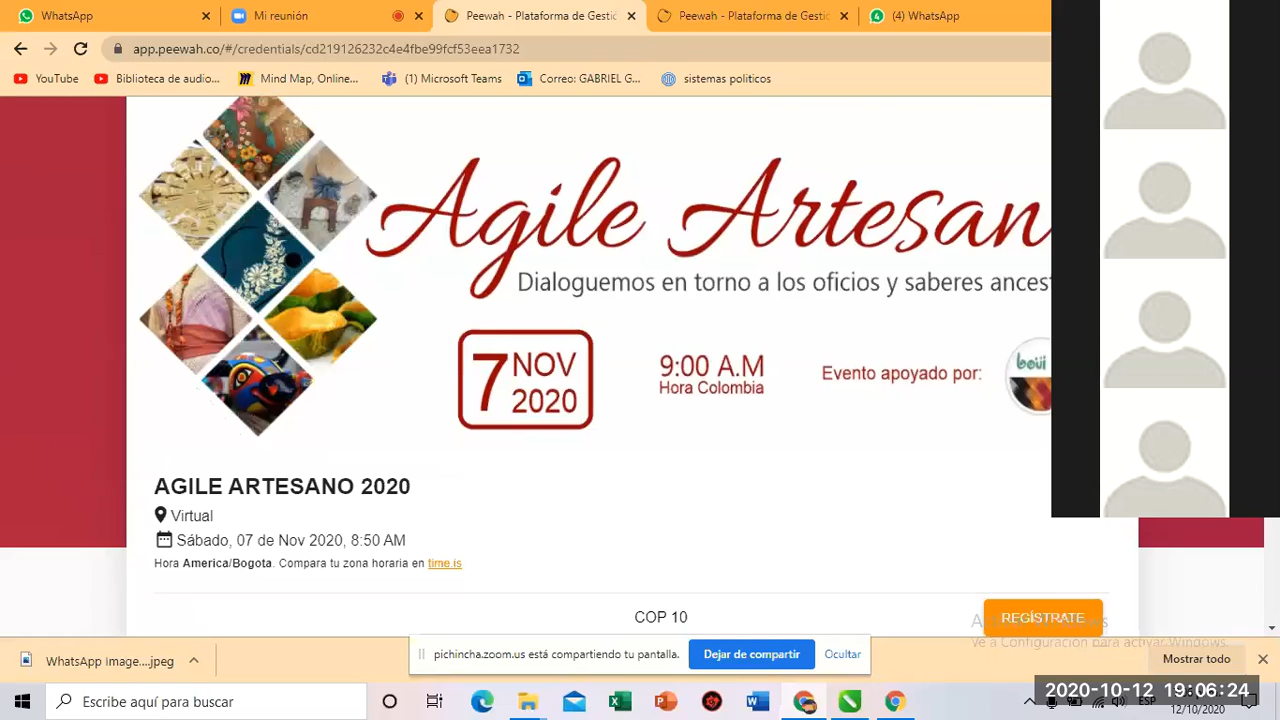 WhatsApp
Mi reunión
Peewah - Plataforma de Gestió
Peewah - Plataforma de Gestió
(4) WhatsApp
app.peewah.co/#/credentials/cd219126232c4e4fbe99fcf53eea1732
YouTube
Biblioteca de audio...
Mind Map, Online...
(1) Microsoft Teams
Correo: GABRIEL G...
sistemas politicos
Agile Artesan
Dialoguemos en torno a los oficios y saberes ancest
7 NOV
2020
9:00 A.M
Hora Colombia
Evento apoyado por:
boüi
AGILE ARTESANO 2020
Virtual
Sábado, 07 de Nov 2020, 8:50 AM
Hora America/Bogota. Compara tu zona horaria en time.is
COP 10
REGÍSTRATE
Ve a Configuración para activar Windows.
WhatsApp Image....jpeg
pichincha.zoom.us está compartiendo tu pantalla.
Dejar de compartir
Ocultar
Mostrar todo
Escribe aquí para buscar
ESP
2020-10-12 19:06:24
12/10/2020